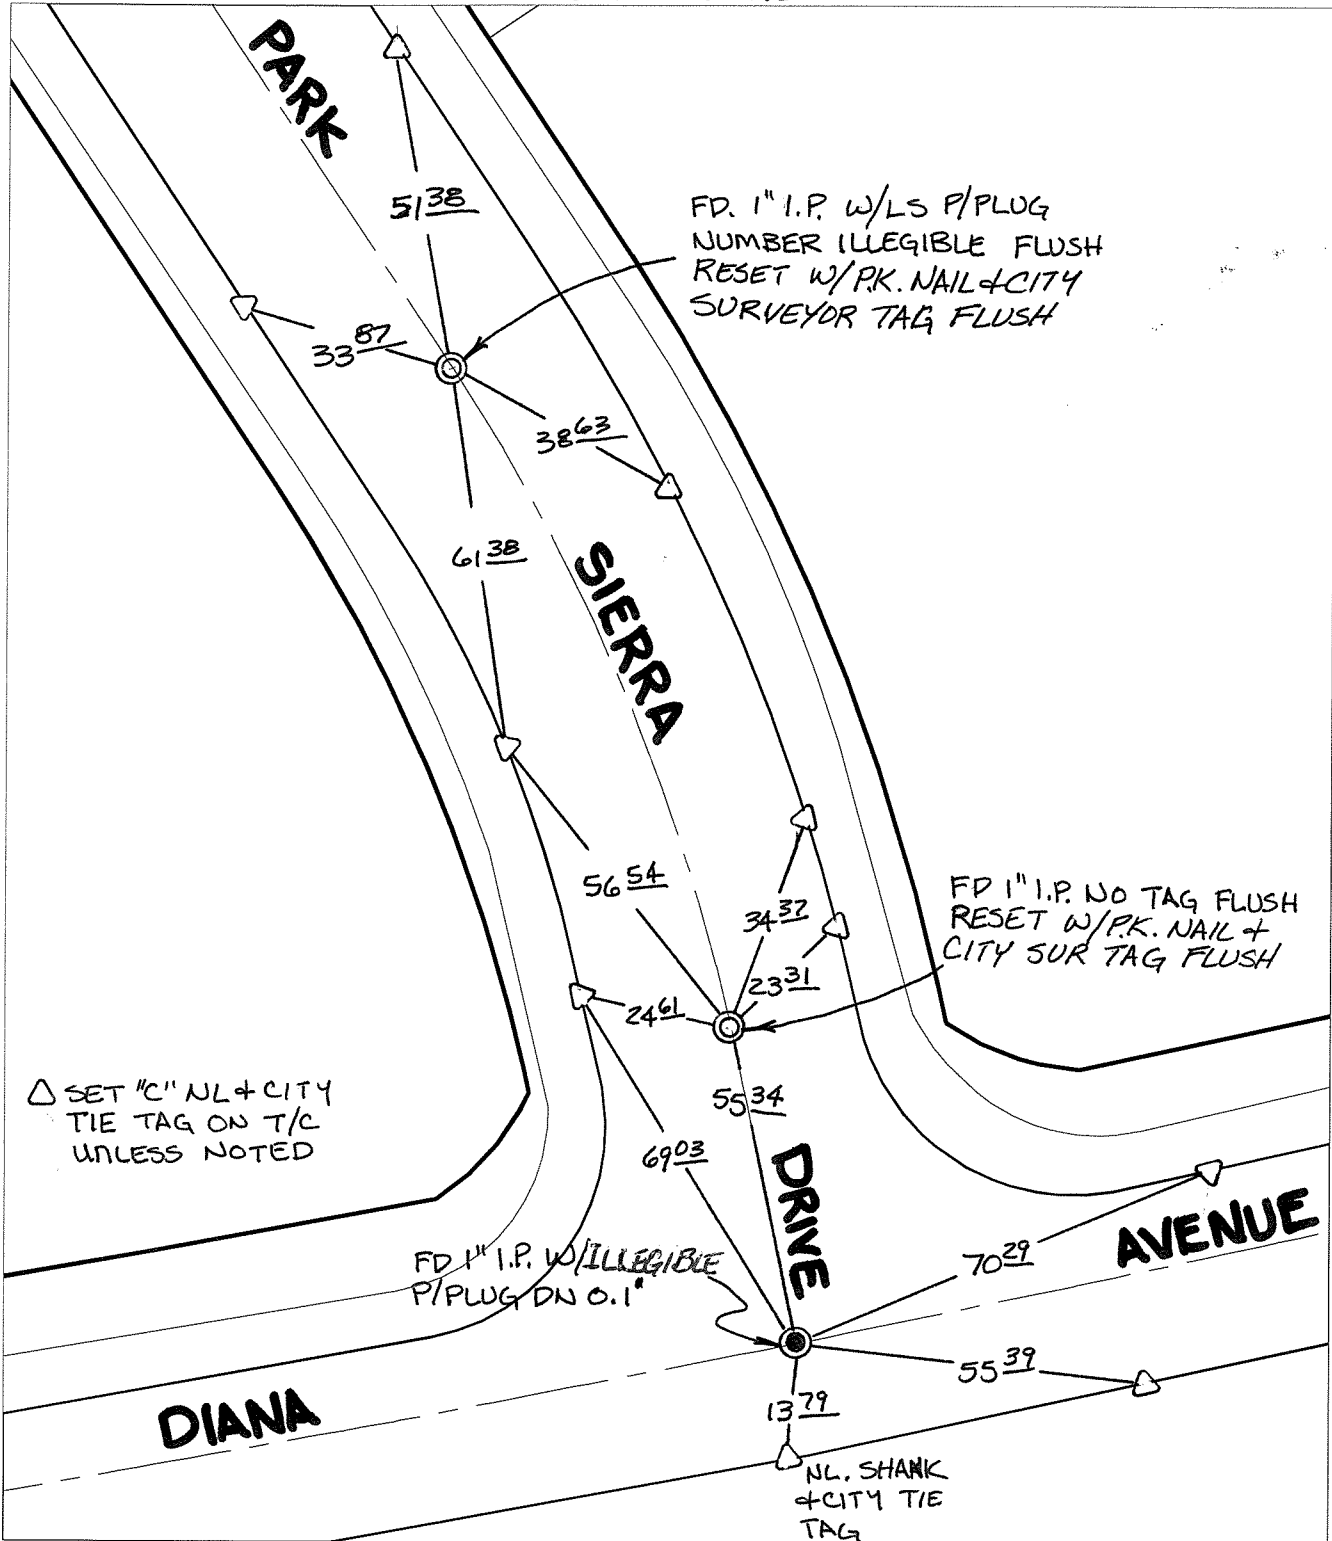 PARK
51 38
FD. 1" I.P. W/LS P/PLUG
NUMBER ILLEGIBLE FLUSH
RESET W/P.K. NAIL & CITY
SURVEYOR TAG FLUSH
33 87
38 63
61 38
SIERRA
56 54
34 37
FD 1" I.P. NO TAG FLUSH
RESET W/P.K. NAIL &
CITY SUR TAG FLUSH
23 31
24 61
△ SET "C" NL & CITY
TIE TAG ON T/C
UNLESS NOTED
55 34
69 03
DRIVE
AVENUE
FD 1" I.P. W/ILLEGIBLE
P/PLUG DN 0.1"
70 29
55 39
13 79
DIANA
NL. SHANK
& CITY TIE
TAG